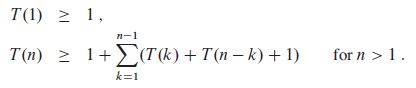 T(1) ≥ 1 ,
T(n) ≥ 1 + ∑_{k=1}^{n−1} (T(k) + T(n − k) + 1) for n > 1 .